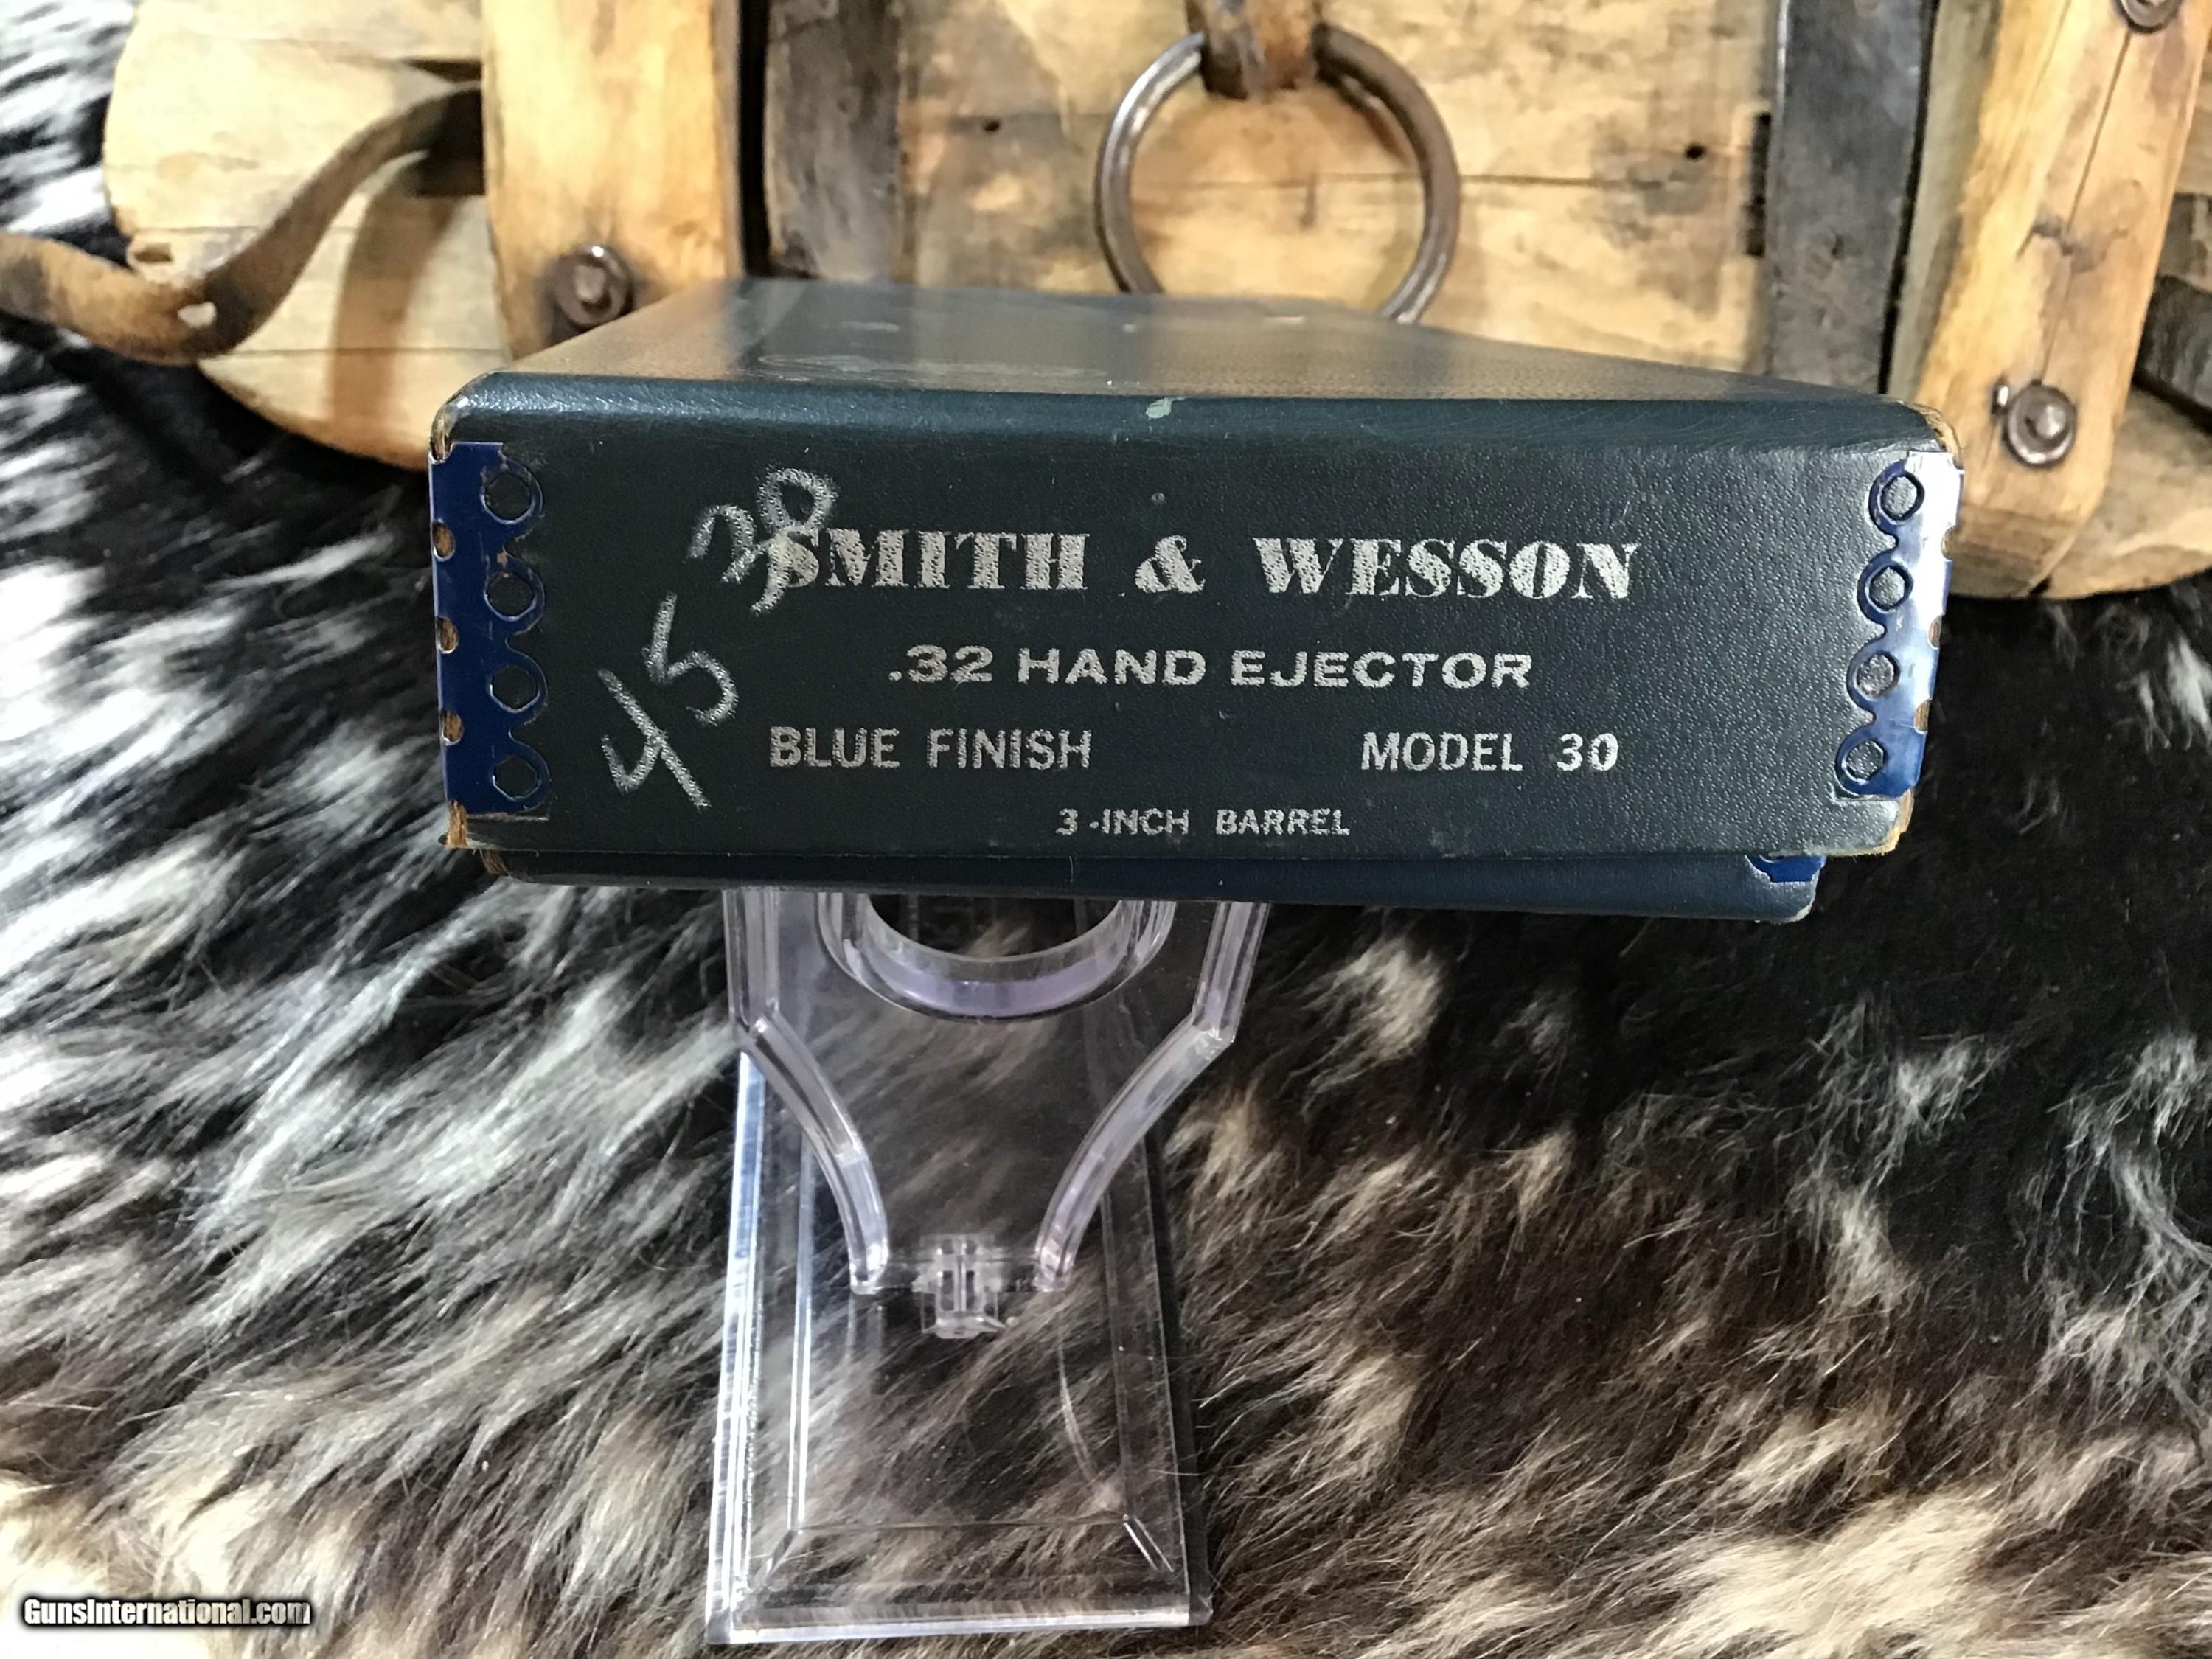 45 38
SMITH & WESSON
.32 HAND EJECTOR
BLUE FINISH MODEL 30
3-INCH BARREL
GunsInternational.com